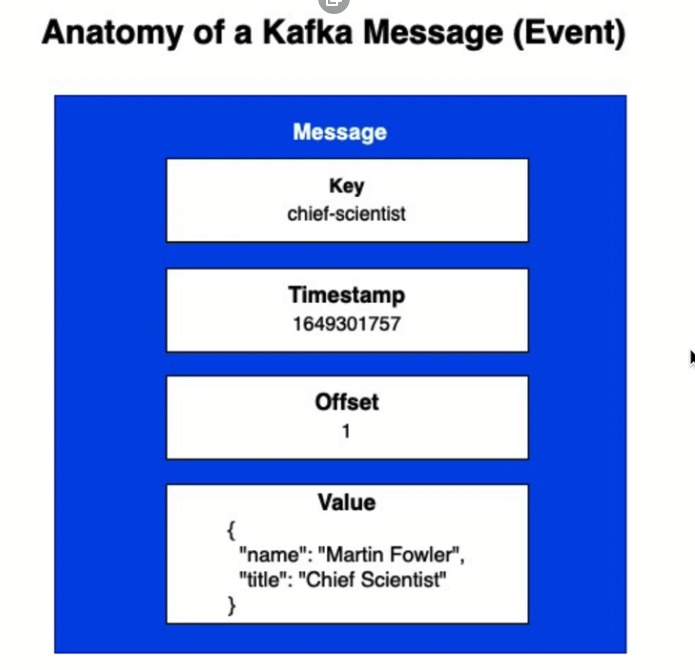 Anatomy of a Kafka Message (Event)
Message
Key
chief-scientist
Timestamp
1649301757
Offset
1
Value
{
"name": "Martin Fowler",
"title": "Chief Scientist"
}